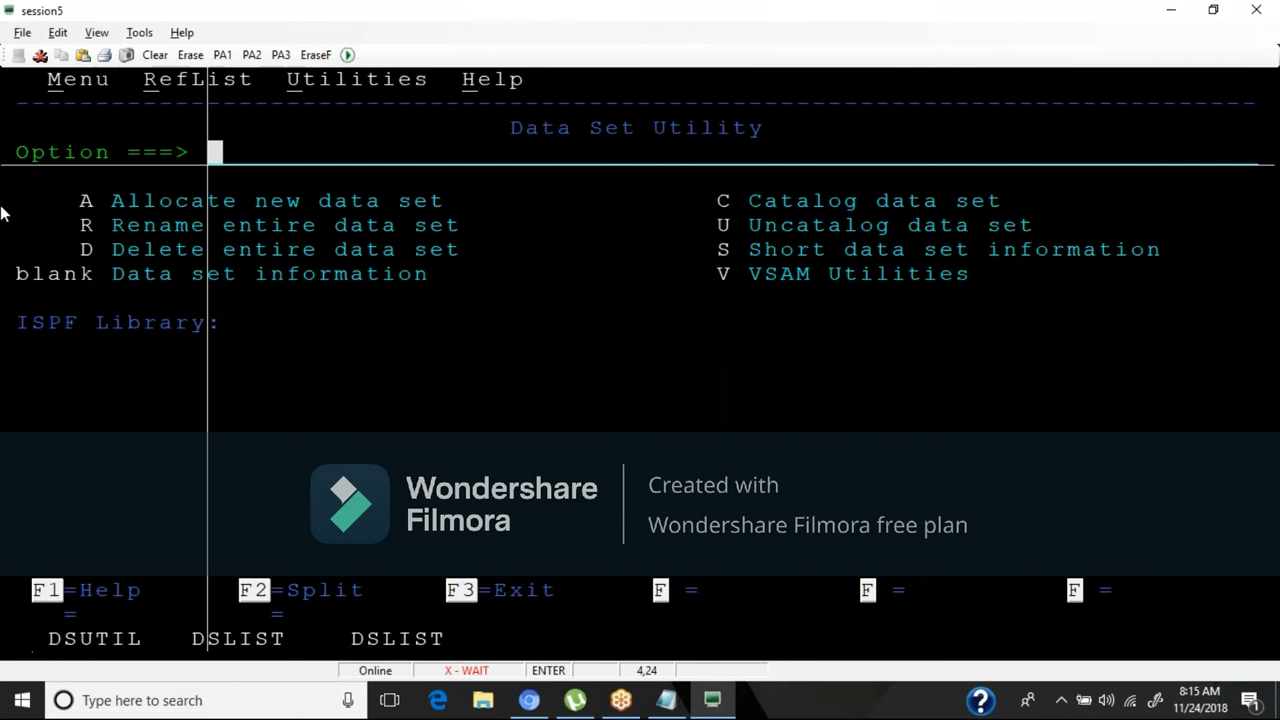 session5
File Edit View Tools Help
Clear Erase PA1 PA2 PA3 EraseF
Menu RefList Utilities Help
Data Set Utility
Option ===>
A Allocate new data set C Catalog data set
R Rename entire data set U Uncatalog data set
D Delete entire data set S Short data set information
blank Data set information V VSAM Utilities
ISPF Library:
Wondershare Filmora
Created with
Wondershare Filmora free plan
F1=Help F2=Split F3=Exit F = F = F =
= =
DSUTIL DSLIST DSLIST
Online X - WAIT ENTER 4,24
Type here to search
8:15 AM
11/24/2018
1